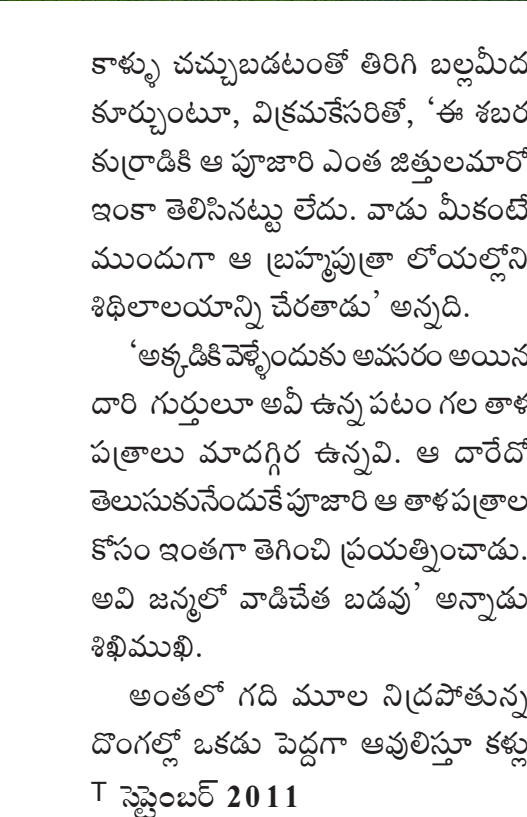 కాళ్ళు చచ్చుబడటంతో తిరిగి బల్లమీద
కూర్చుంటూ, విక్రమకేసరితో, ‘ఈ శబర
కుర్రాడికి ఆ పూజారి ఎంత జిత్తులమారో
ఇంకా తెలిసినట్టు లేదు. వాడు మీకంటే
ముందుగా ఆ బ్రహ్మపుత్రా లోయల్లోని
శిథిలాలయాన్ని చేరతాడు’ అన్నది.
‘అక్కడికివెళ్ళేందుకు అవసరం అయిన
దారి గుర్తులూ అవీ ఉన్న పటం గల తాళ
పత్రాలు మాదగ్గిర ఉన్నవి. ఆ దారేదో
తెలుసుకునేందుకే పూజారి ఆ తాళపత్రాల
కోసం ఇంతగా తెగించి ప్రయత్నించాడు.
అవి జన్మలో వాడిచేత బడవు’ అన్నాడు
శిఖిముఖి.
అంతలో గది మూల నిద్రపోతున్న
దొంగల్లో ఒకడు పెద్దగా ఆవులిస్తూ కళ్లు
T సెప్టెంబర్ 2011